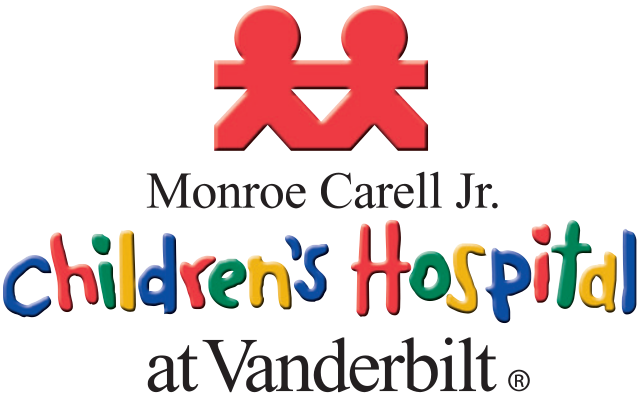 Monroe Carell Jr.
Children's Hospital
at Vanderbilt ®